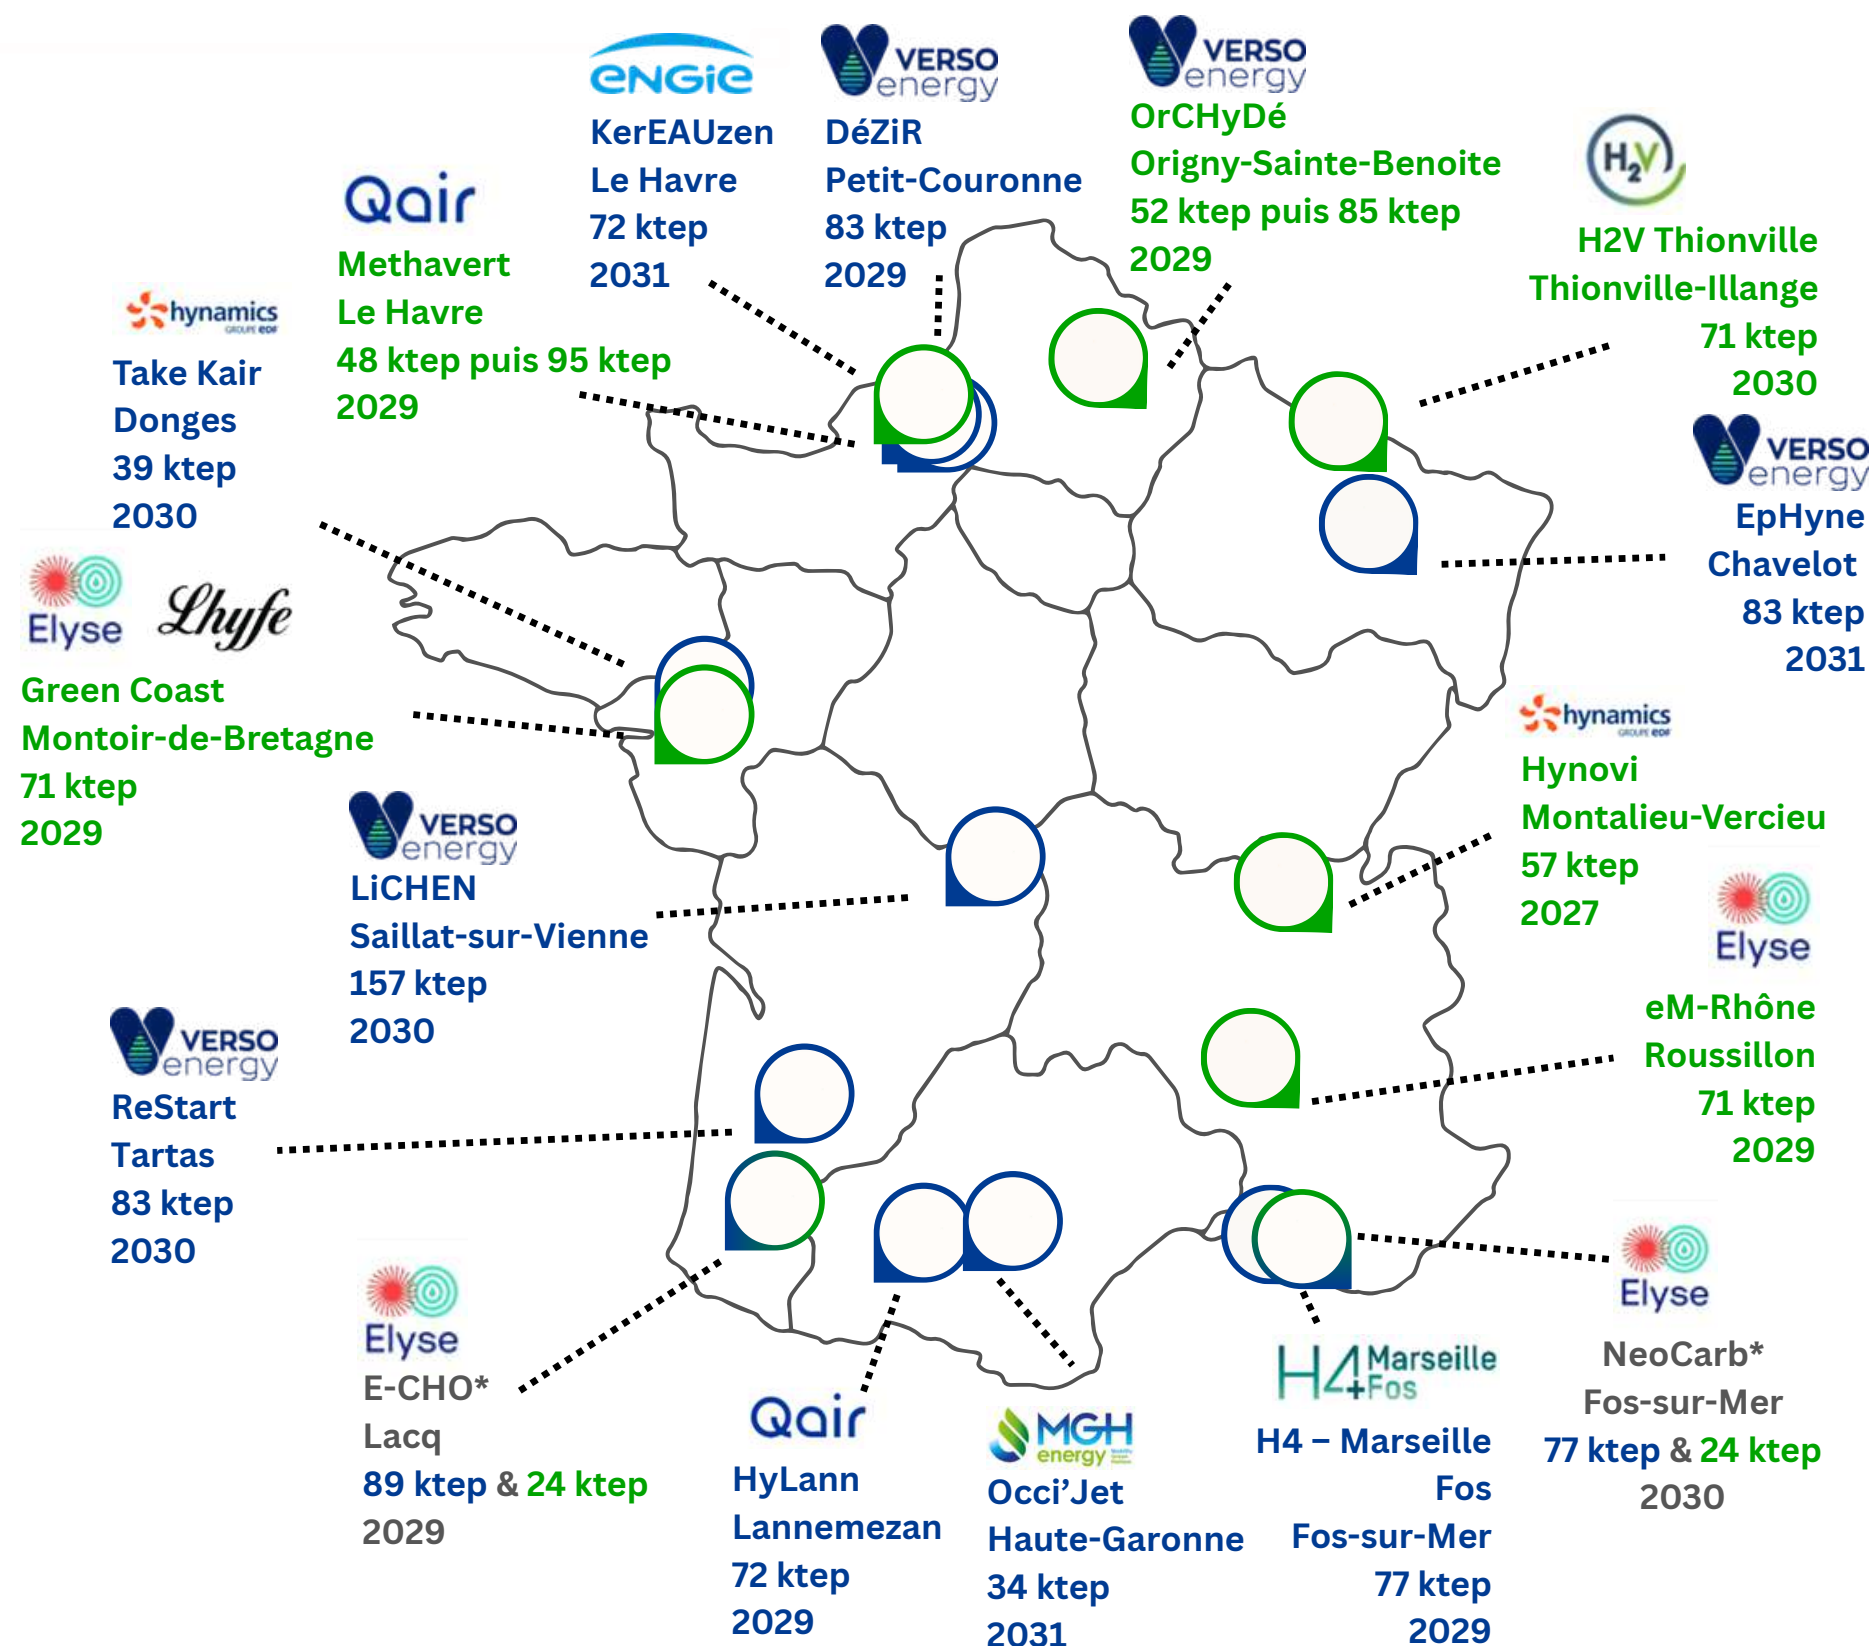 ENGIE
KerEAUzen
Le Havre
72 ktep
2031
VERSO
energy
DéZiR
Petit-Couronne
83 ktep
2029
VERSO
energy
OrCHyDé
Origny-Sainte-Benoite
52 ktep puis 85 ktep
2029
H2V
H2V Thionville
Thionville-Illange
71 ktep
2030
Qair
Methavert
Le Havre
48 ktep puis 95 ktep
2029
hynamics
GROUPE EDF
Take Kair
Donges
39 ktep
2030
VERSO
energy
EpHyne
Chavelot
83 ktep
2031
Elyse
Lhyfe
Green Coast
Montoir-de-Bretagne
71 ktep
2029
hynamics
GROUPE EDF
Hynovi
Montalieu-Vercieu
57 ktep
2027
VERSO
energy
LiCHEN
Saillat-sur-Vienne
157 ktep
2030
Elyse
eM-Rhône
Roussillon
71 ktep
2029
VERSO
energy
ReStart
Tartas
83 ktep
2030
Elyse
E-CHO*
Lacq
89 ktep & 24 ktep
2029
Qair
HyLann
Lannemezan
72 ktep
2029
MGH
energy
Occi’Jet
Haute-Garonne
34 ktep
2031
H4 Marseille
+Fos
H4 – Marseille
Fos
Fos-sur-Mer
77 ktep
2029
Elyse
NeoCarb*
Fos-sur-Mer
77 ktep & 24 ktep
2030